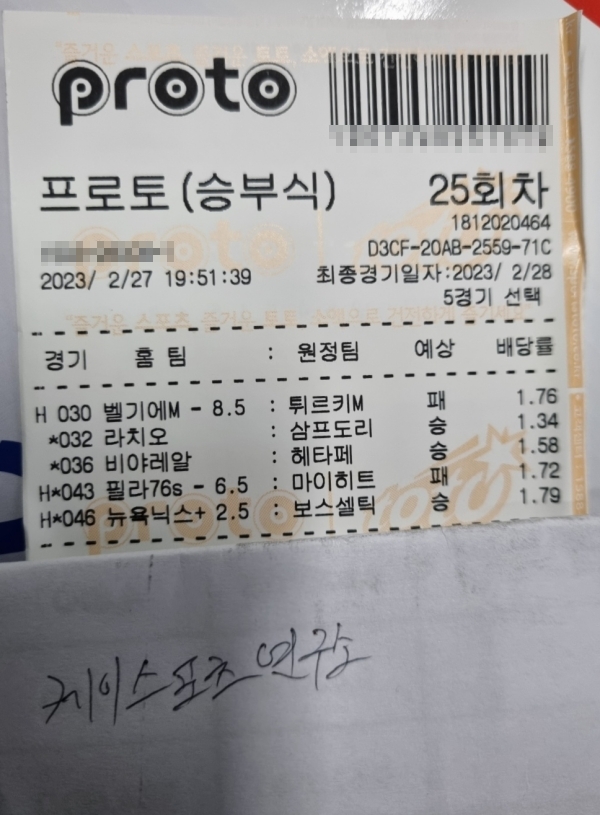 proto
프로토(승부식) 25회차
1812020464
D3CF-20AB-2559-71C
2023/ 2/27 19:51:39 최종경기일자:2023/ 2/28
5경기 선택
경기 홈 팀 : 원정팀 예상 배당률
H 030 벨기에M - 8.5 : 튀르키M 패 1.76
*032 라치오 : 삼프도리 승 1.34
*036 비야레알 : 헤타페 승 1.58
H*043 필라76s - 6.5 : 마이히트 패 1.72
H*046 뉴욕닉스+ 2.5 : 보스셀틱 승 1.79
케이스포츠연구소